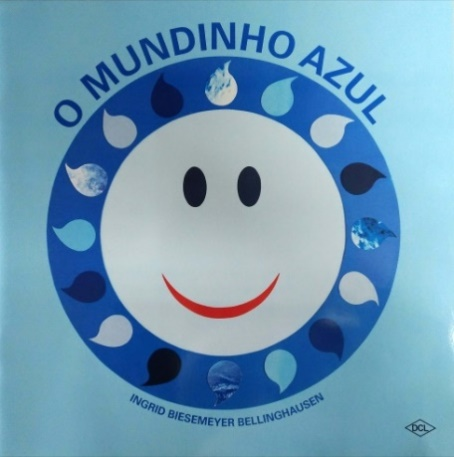 O MUNDINHO AZUL
INGRID BIESEMEYER BELLINGHAUSEN
DCL